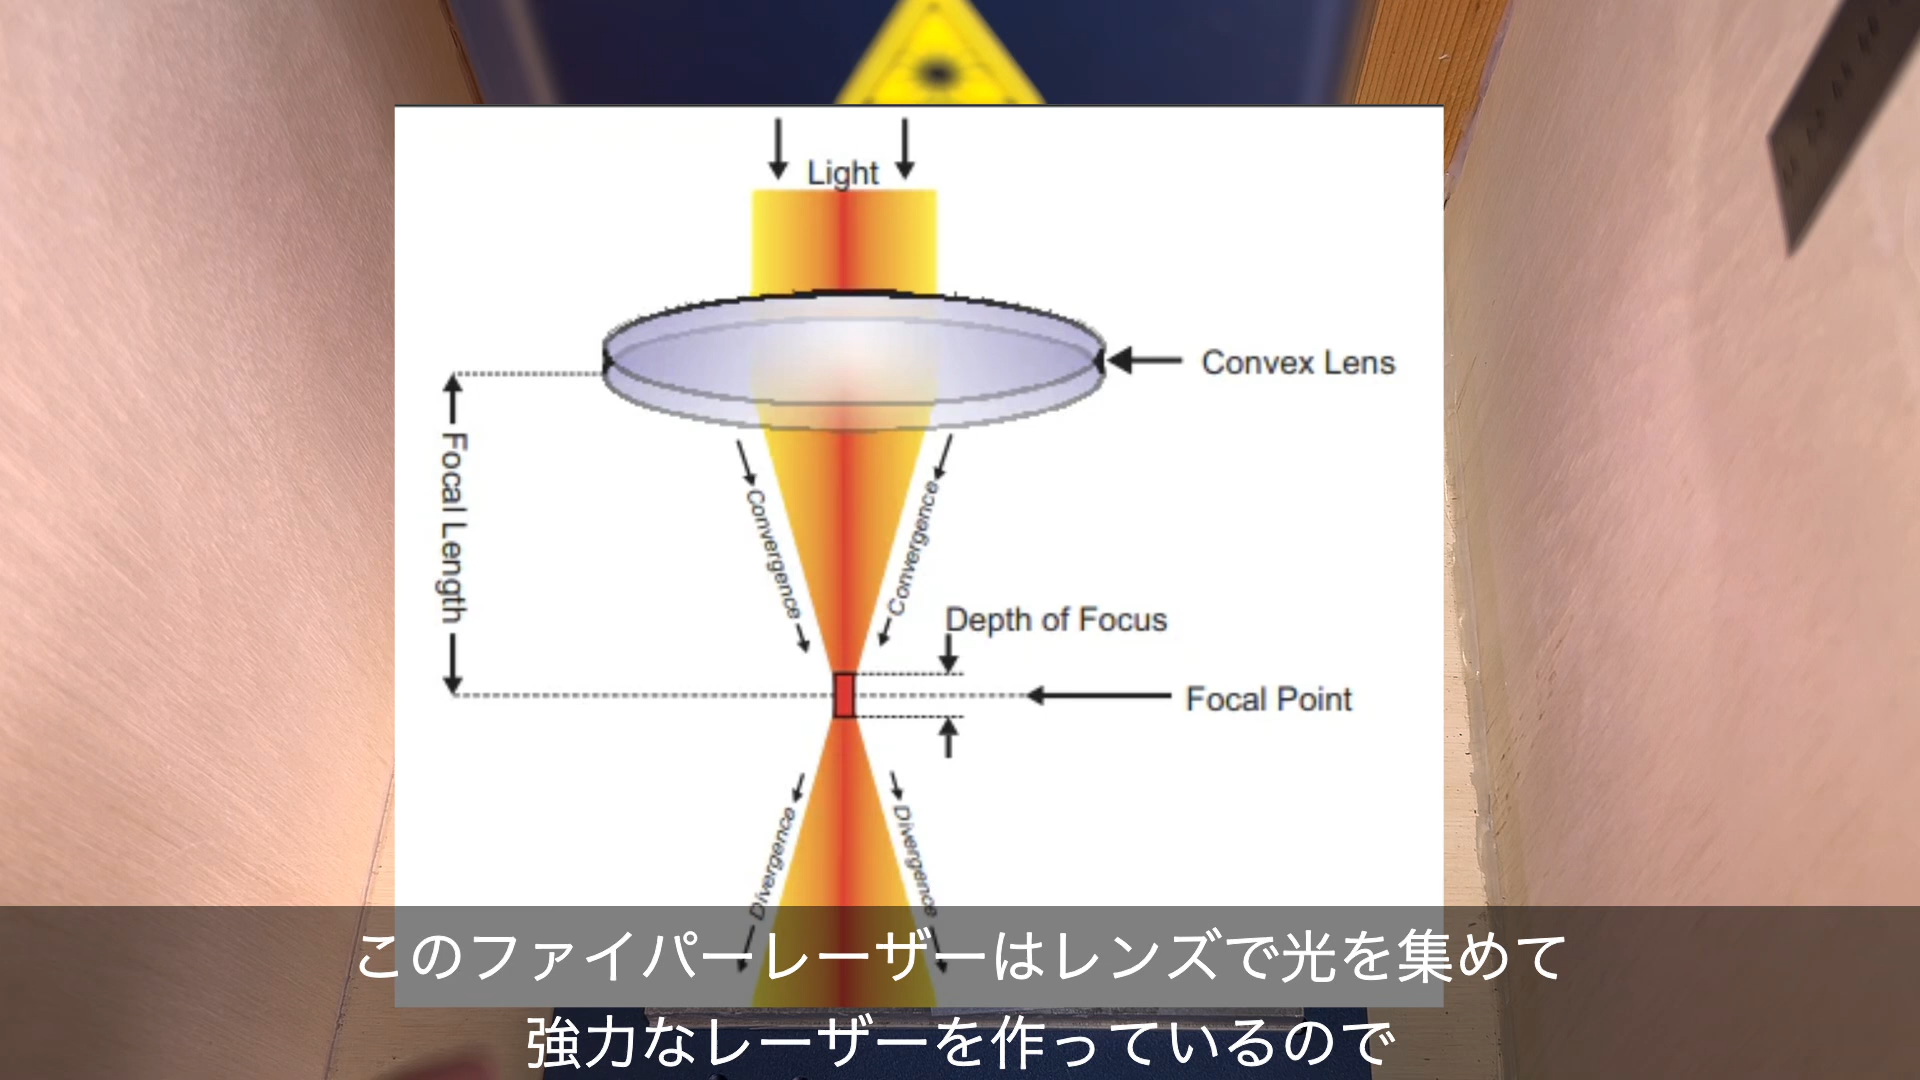 Light
Convex Lens
Focal Length
Convergence
Convergence
Depth of Focus
Focal Point
Divergence
Divergence
このファイパーレーザーはレンズで光を集めて
強力なレーザーを作っているので